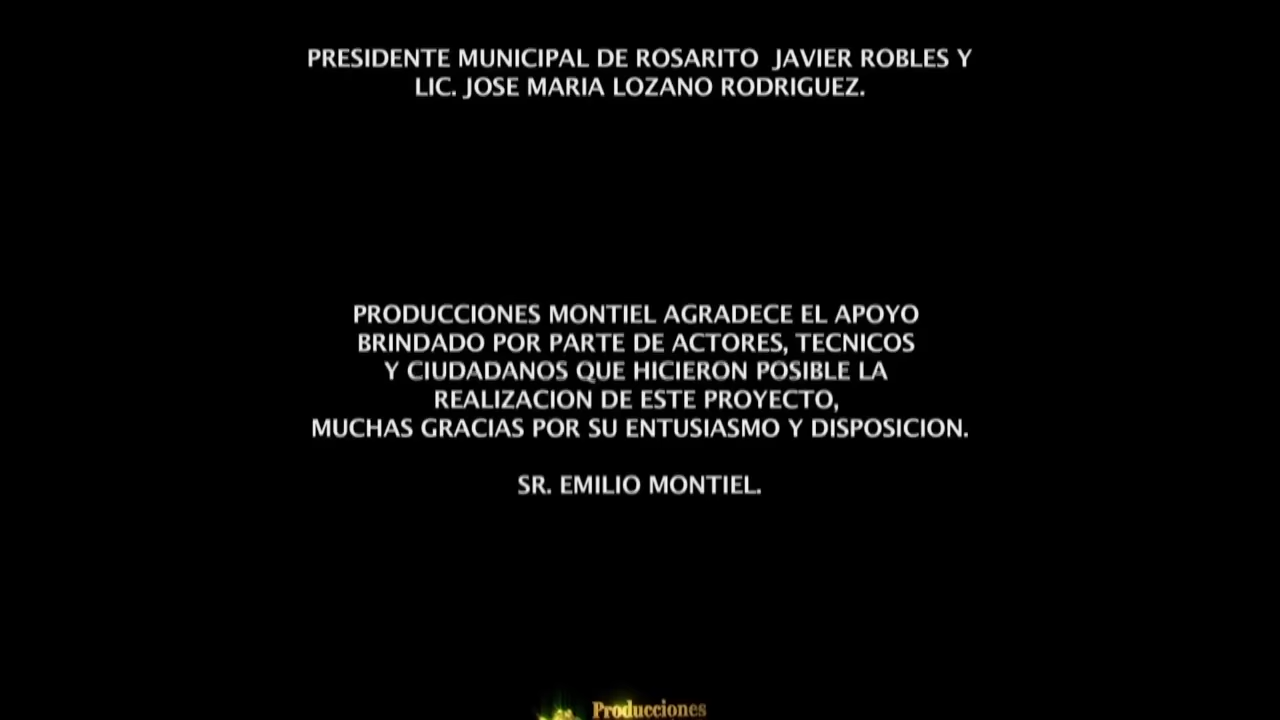 PRESIDENTE MUNICIPAL DE ROSARITO JAVIER ROBLES Y
LIC. JOSE MARIA LOZANO RODRIGUEZ.
PRODUCCIONES MONTIEL AGRADECE EL APOYO
BRINDADO POR PARTE DE ACTORES, TECNICOS
Y CIUDADANOS QUE HICIERON POSIBLE LA
REALIZACION DE ESTE PROYECTO,
MUCHAS GRACIAS POR SU ENTUSIASMO Y DISPOSICION.
SR. EMILIO MONTIEL.
Producciones